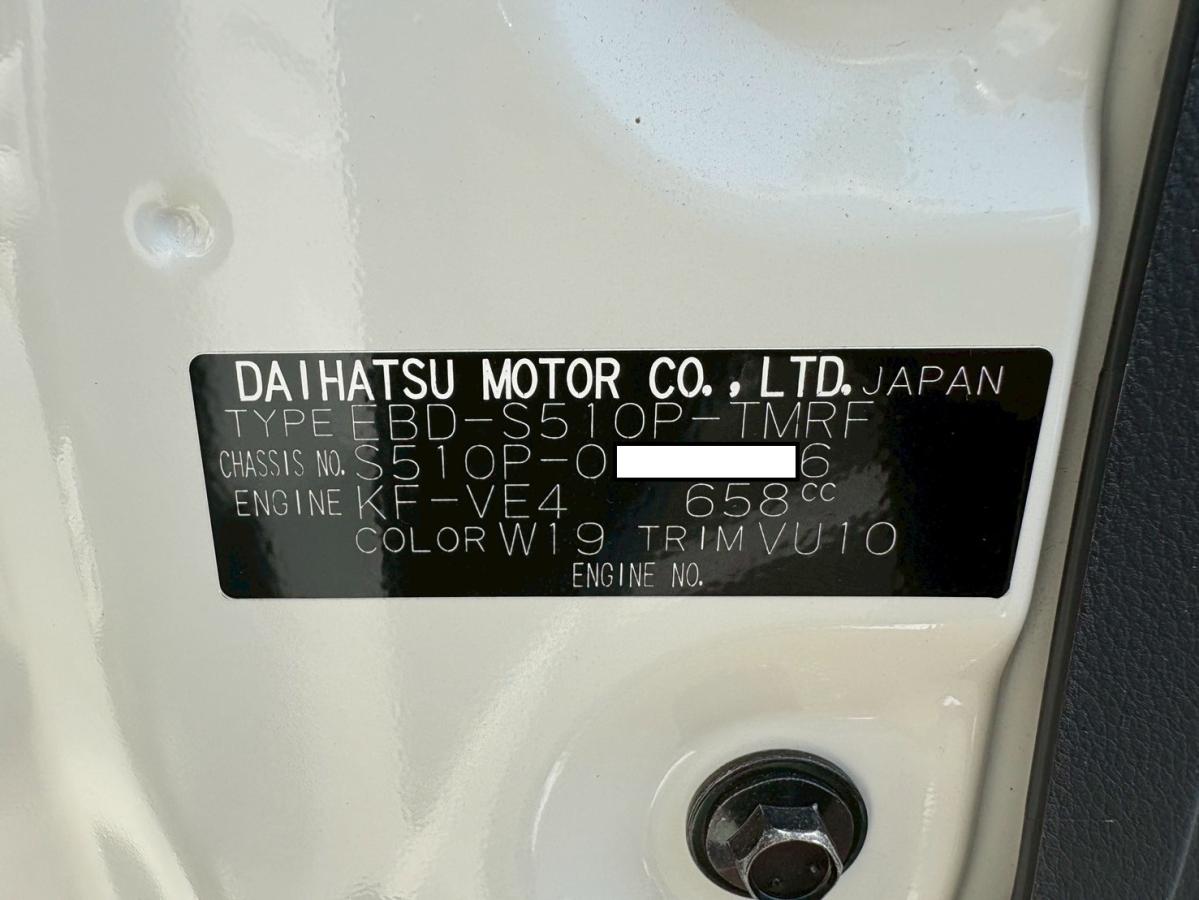 DAIHATSU MOTOR CO., LTD. JAPAN
TYPE EBD-S510P-TMRF
CHASSIS NO. S510P-0 6
ENGINE KF-VE4 658cc
COLOR W19 TRIM VU10
ENGINE NO.